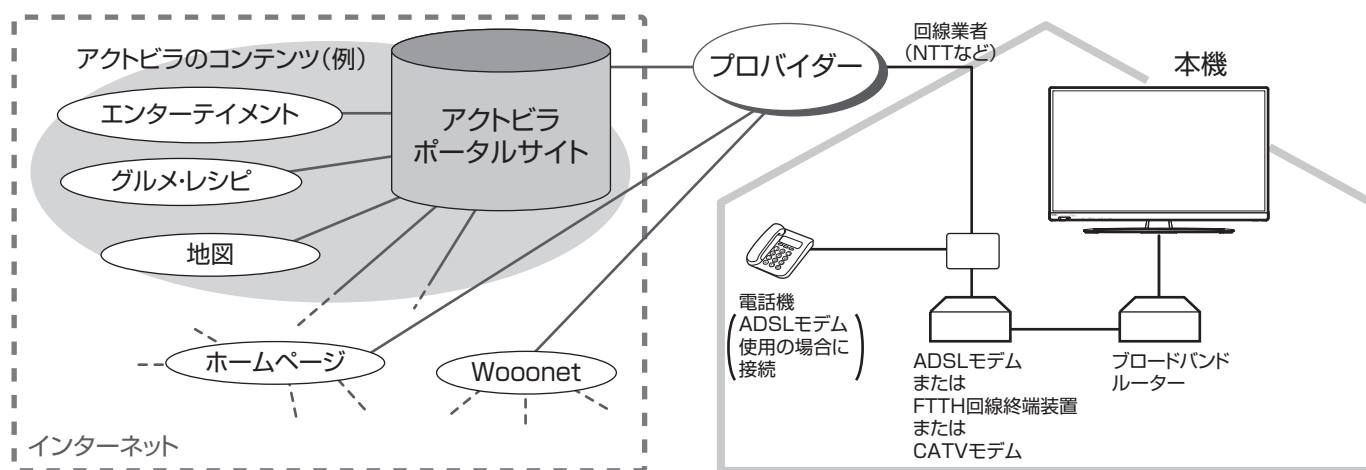 アクトビラのコンテンツ(例)
エンターテイメント
グルメ・レシピ
地図
アクトビラ
ポータルサイト
ホームページ
Wooonet
インターネット
プロバイダー
回線業者
(NTTなど)
本機
電話機
(ADSLモデム
使用の場合に
接続)
ADSLモデム
または
FTTH回線終端装置
または
CATVモデム
ブロードバンド
ルーター